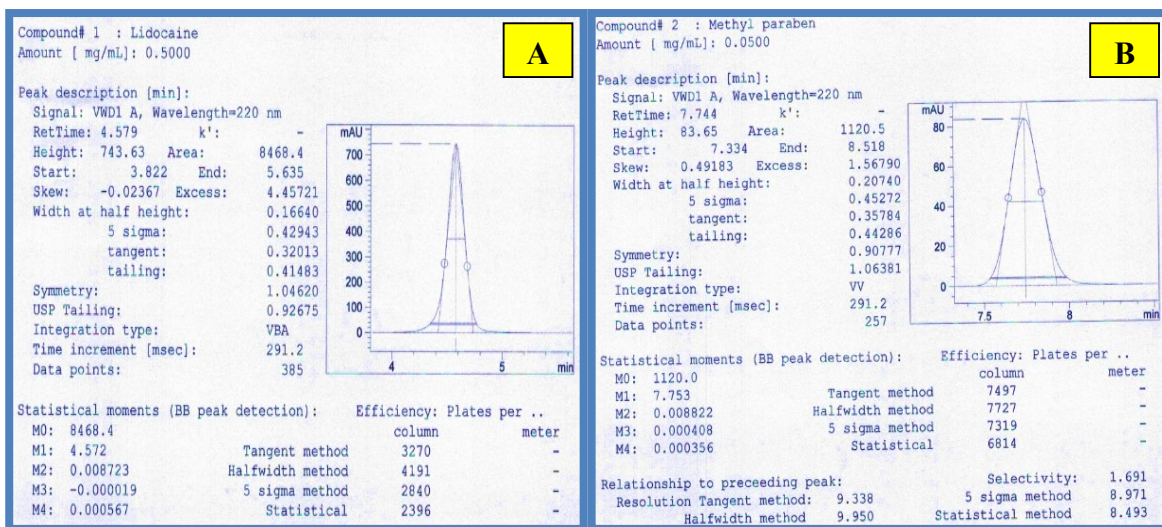 Compound# 1 : Lidocaine
Amount [ mg/mL]: 0.5000
A
Peak description [min]:
Signal: VWD1 A, Wavelength=220 nm
RetTime: 4.579 k': -
Height: 743.63 Area: 8468.4
Start: 3.822 End: 5.635
Skew: -0.02367 Excess: 4.45721
Width at half height: 0.16640
5 sigma: 0.42943
tangent: 0.32013
tailing: 0.41483
Symmetry: 1.04620
USP Tailing: 0.92675
Integration type: VBA
Time increment [msec]: 291.2
Data points: 385
mAU
700
600
500
400
300
200
100
0
4 5 min
Statistical moments (BB peak detection): Efficiency: Plates per ..
M0: 8468.4 column meter
M1: 4.572 Tangent method 3270 -
M2: 0.008723 Halfwidth method 4191 -
M3: -0.000019 5 sigma method 2840 -
M4: 0.000567 Statistical 2396 -
Compound# 2 : Methyl paraben
Amount [ mg/mL]: 0.0500
B
Peak description [min]:
Signal: VWD1 A, Wavelength=220 nm
RetTime: 7.744 k': -
Height: 83.65 Area: 1120.5
Start: 7.334 End: 8.518
Skew: 0.49183 Excess: 1.56790
Width at half height: 0.20740
5 sigma: 0.45272
tangent: 0.35784
tailing: 0.44286
Symmetry: 0.90777
USP Tailing: 1.06381
Integration type: VV
Time increment [msec]: 291.2
Data points: 257
mAU
80
60
40
20
0
7.5 8 min
Statistical moments (BB peak detection): Efficiency: Plates per ..
M0: 1120.0 column meter
M1: 7.753 Tangent method 7497 -
M2: 0.008822 Halfwidth method 7727 -
M3: 0.000408 5 sigma method 7319 -
M4: 0.000356 Statistical 6814 -
Relationship to preceeding peak: Selectivity: 1.691
Resolution Tangent method: 9.338 5 sigma method 8.971
Halfwidth method 9.950 Statistical method 8.493